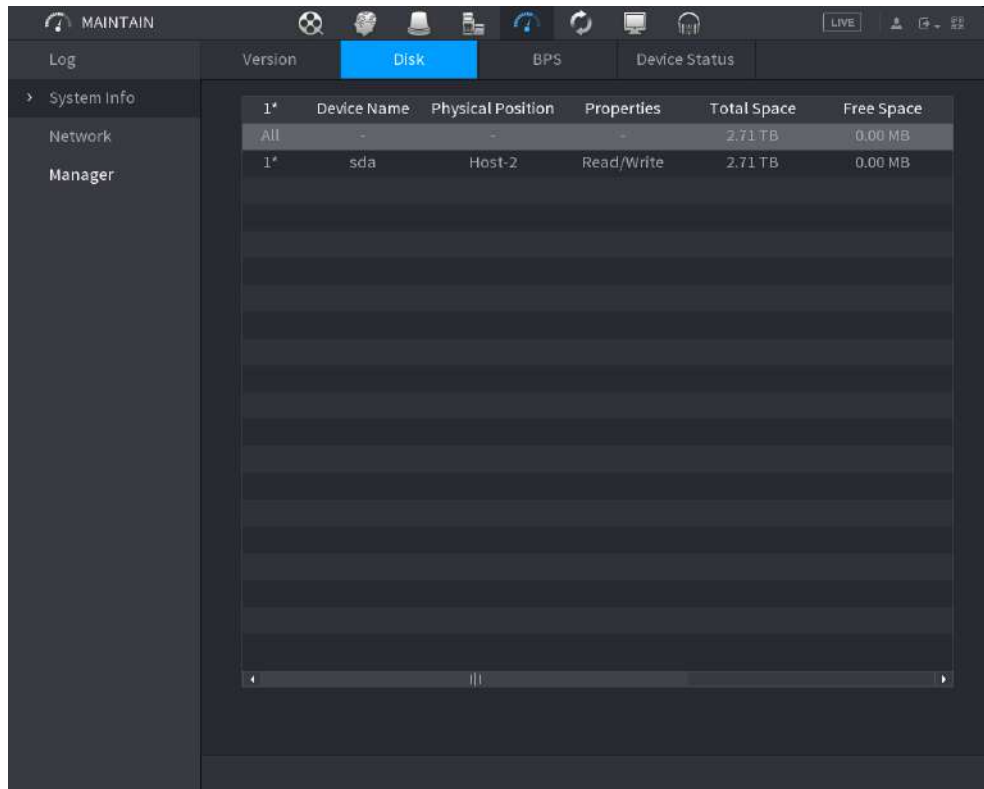 MAINTAIN LIVE
Log Version Disk BPS Device Status
System Info
Network
Manager
1* Device Name Physical Position Properties Total Space Free Space
All - - - 2.71 TB 0.00 MB
1* sda Host-2 Read/Write 2.71 TB 0.00 MB